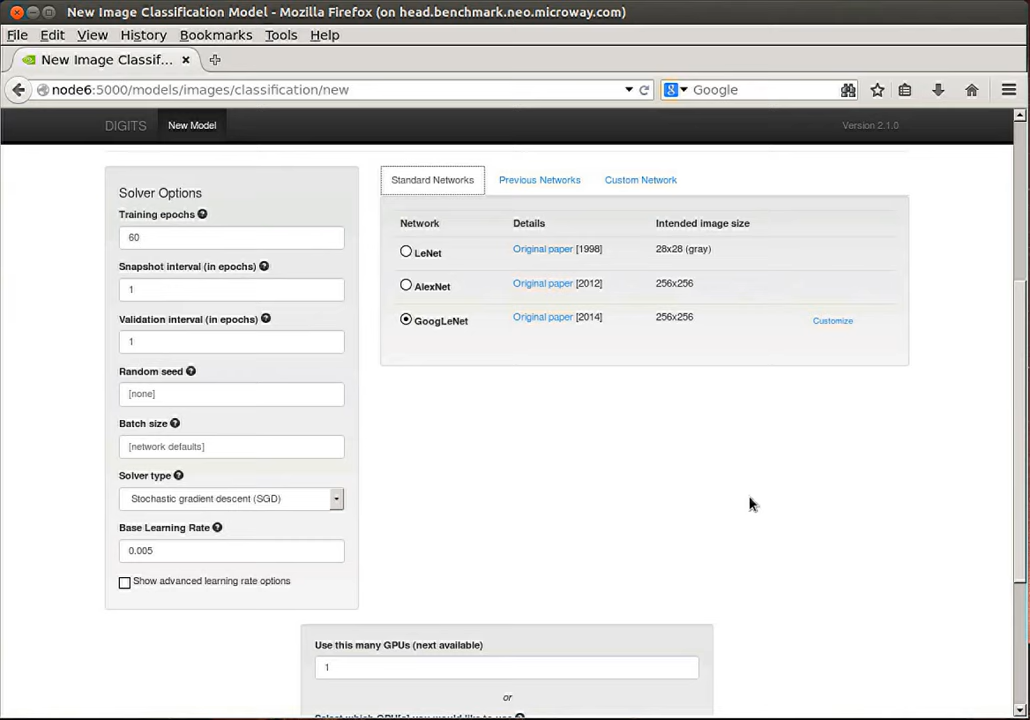 New Image Classification Model - Mozilla Firefox (on head.benchmark.neo.microway.com)
File Edit View History Bookmarks Tools Help
New Image Classif...
node6:5000/models/images/classification/new
Google
DIGITS
New Model
Version 2.1.0
Solver Options
Training epochs
60
Snapshot interval (in epochs)
1
Validation interval (in epochs)
1
Random seed
[none]
Batch size
[network defaults]
Solver type
Stochastic gradient descent (SGD)
Base Learning Rate
0.005
Show advanced learning rate options
Standard Networks Previous Networks Custom Network
Network Details Intended image size
LeNet Original paper [1998] 28x28 (gray)
AlexNet Original paper [2012] 256x256
GoogLeNet Original paper [2014] 256x256 Customize
Use this many GPUs (next available)
1
or
Select which GPU[s] you would like to use